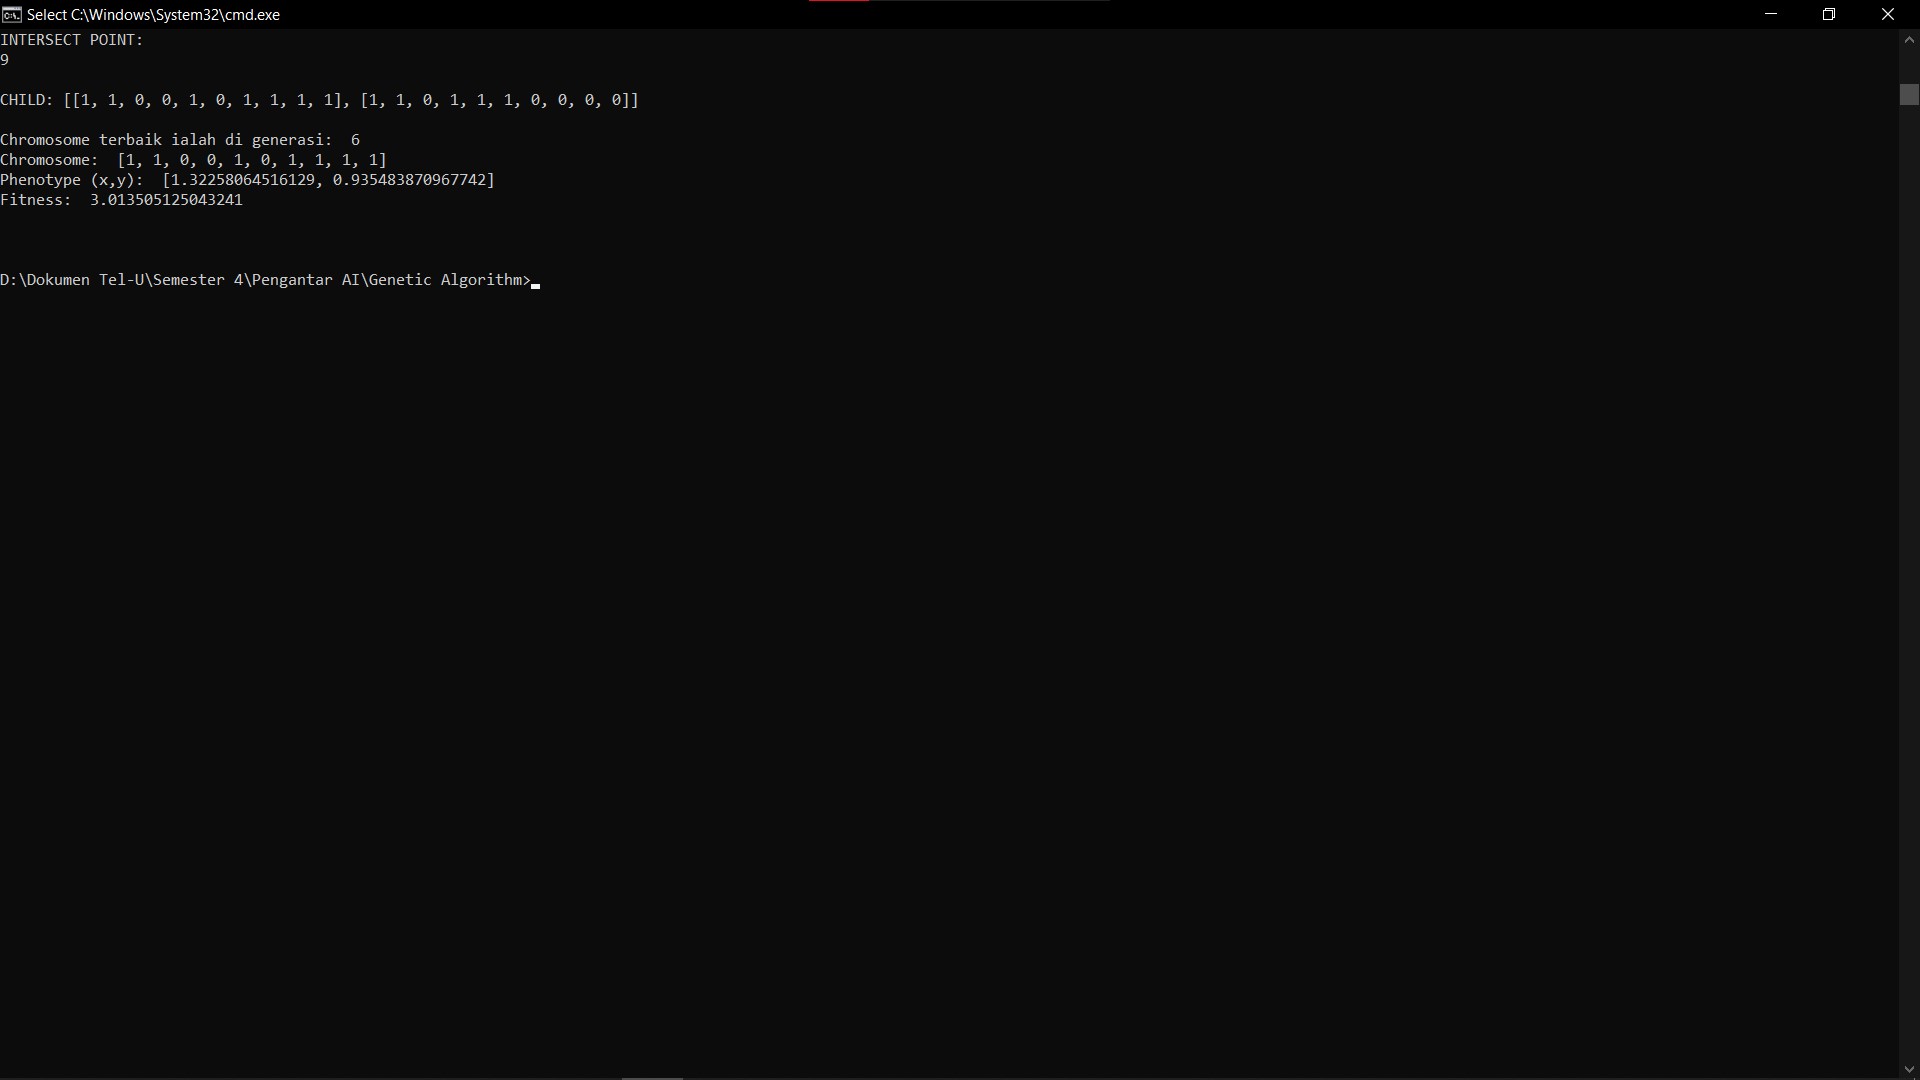 Select C:\Windows\System32\cmd.exe
INTERSECT POINT:
9
CHILD: [[1, 1, 0, 0, 1, 0, 1, 1, 1, 1], [1, 1, 0, 1, 1, 1, 0, 0, 0, 0]]
Chromosome terbaik ialah di generasi:  6
Chromosome:  [1, 1, 0, 0, 1, 0, 1, 1, 1, 1]
Phenotype (x,y):  [1.32258064516129, 0.935483870967742]
Fitness:  3.013505125043241
D:\Dokumen Tel-U\Semester 4\Pengantar AI\Genetic Algorithm>